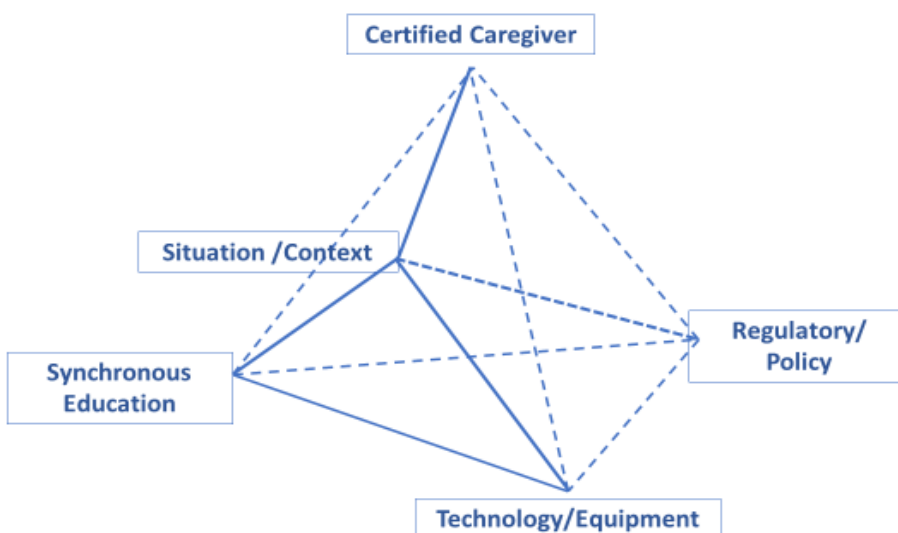 Certified Caregiver
Situation /Context
Regulatory/
Policy
Synchronous
Education
Technology/Equipment